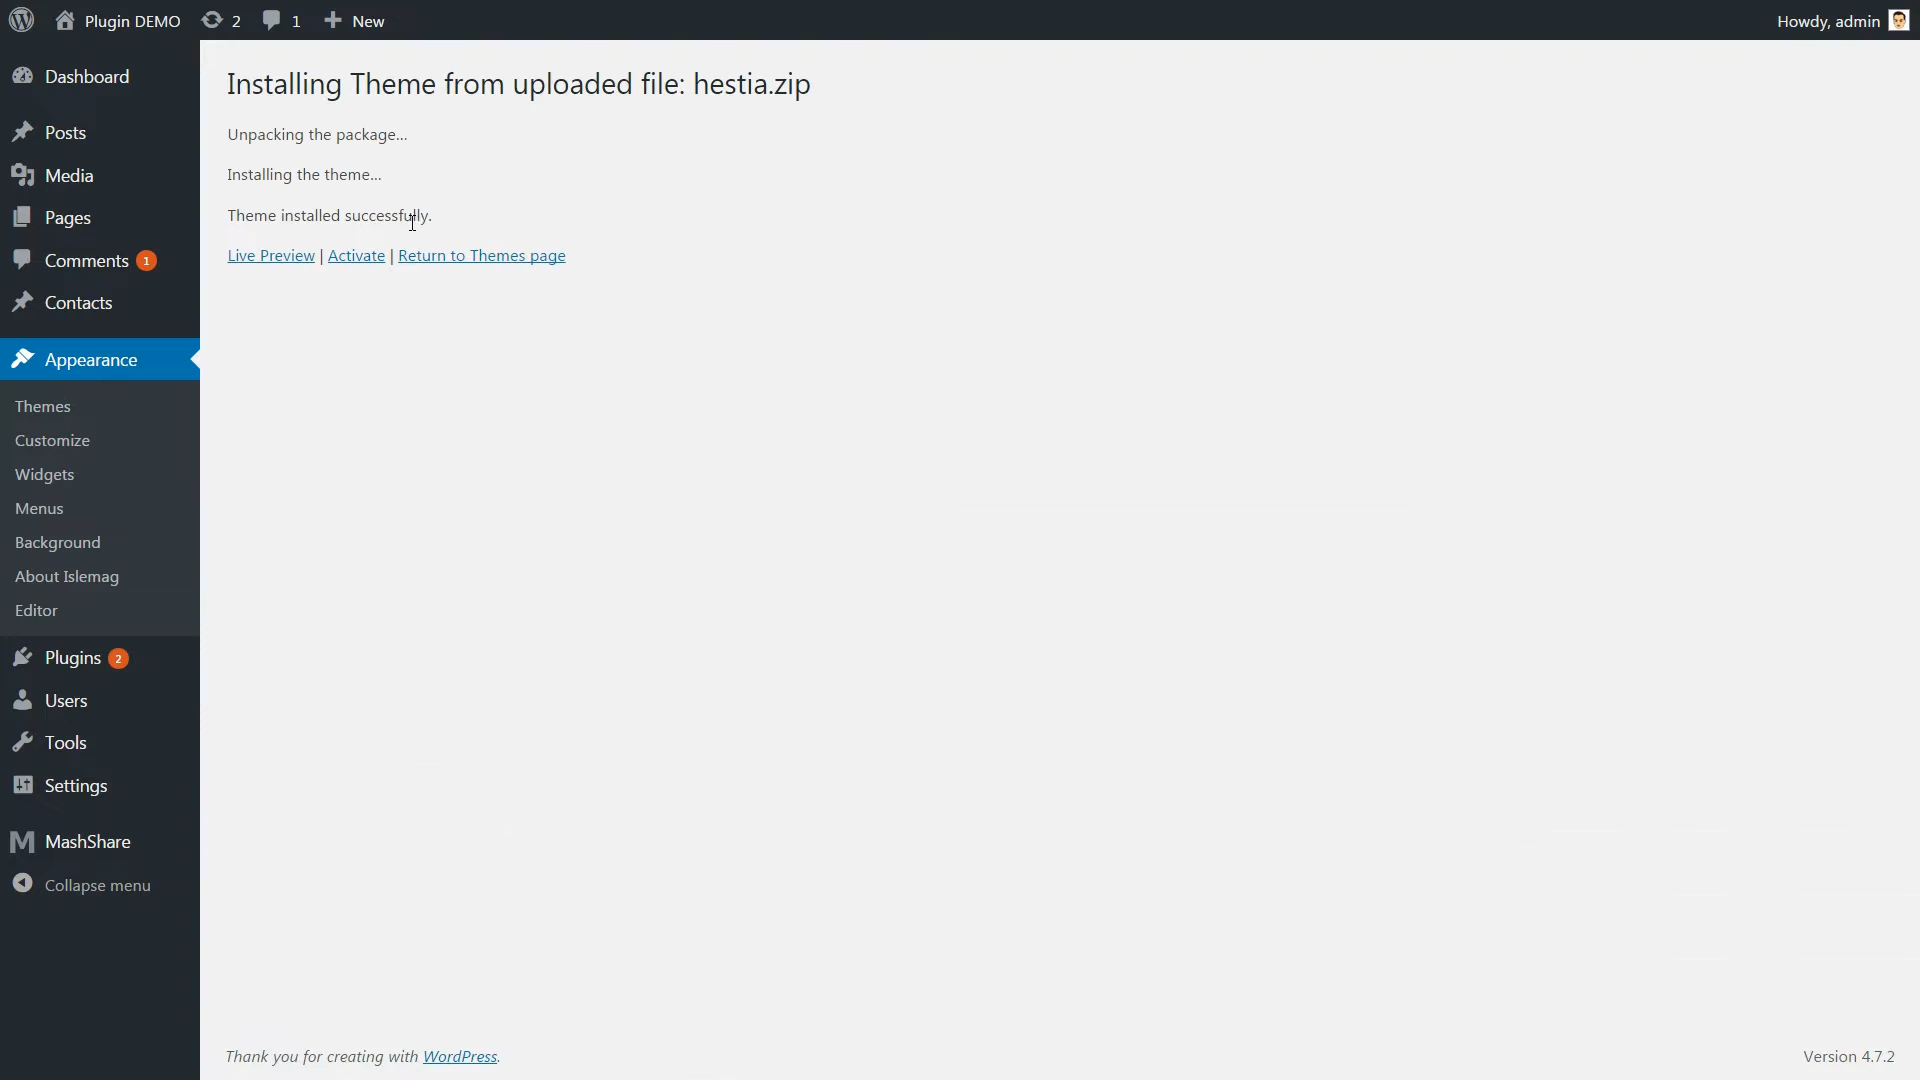 Plugin DEMO 2 1 New Howdy, admin
Dashboard
Posts
Media
Pages
Comments 1
Contacts
Appearance
Themes
Customize
Widgets
Menus
Background
About Islemag
Editor
Plugins 2
Users
Tools
Settings
MashShare
Collapse menu
Installing Theme from uploaded file: hestia.zip
Unpacking the package…
Installing the theme…
Theme installed successfully.
Live Preview | Activate | Return to Themes page
Thank you for creating with WordPress. Version 4.7.2